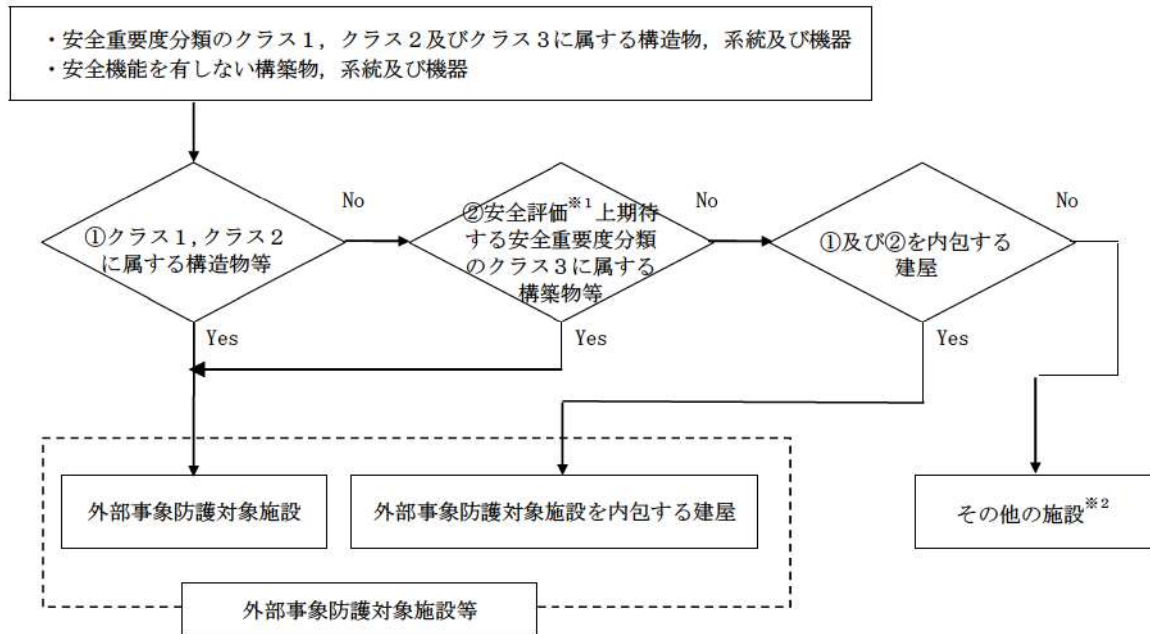 ・安全重要度分類のクラス1,クラス2及びクラス3に属する構造物,系統及び機器
・安全機能を有しない構築物,系統及び機器
①クラス1,クラス2
に属する構造物等
No
Yes
②安全評価※1上期待
する安全重要度分類
のクラス3に属する
構築物等
No
Yes
①及び②を内包する
建屋
No
Yes
外部事象防護対象施設
外部事象防護対象施設を内包する建屋
その他の施設※2
外部事象防護対象施設等